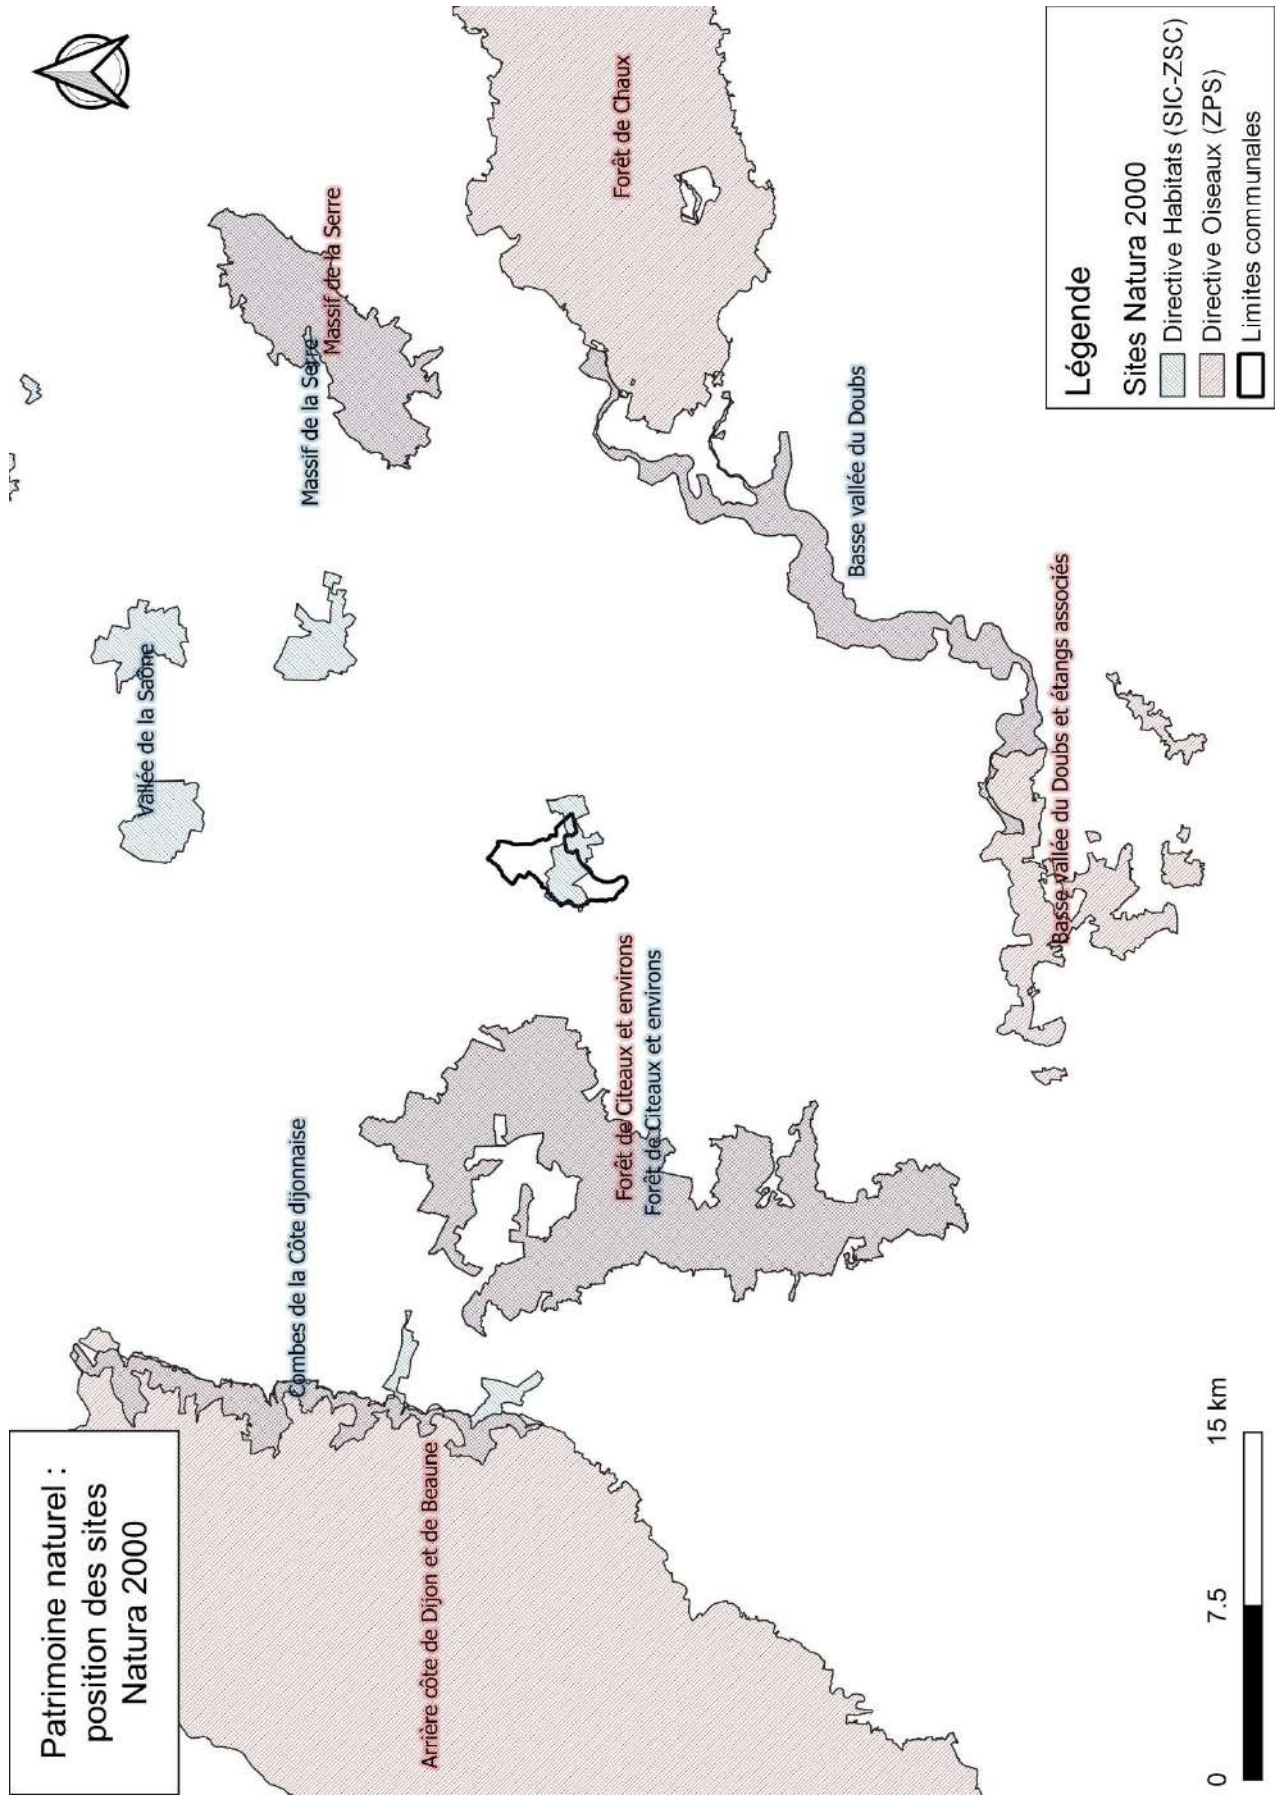 Patrimoine naturel :
position des sites
Natura 2000
Vallée de la Saône
Massif de la Serre
Massif de la Serre
Combes de la Côte dijonnaise
Arrière côte de Dijon et de Beaune
Forêt de Chaux
Forêt de Citeaux et environs
Forêt de Citeaux et environs
Basse vallée du Doubs
Basse vallée du Doubs et étangs associés
0 7.5 15 km
Légende
Sites Natura 2000
Directive Habitats (SIC-ZSC)
Directive Oiseaux (ZPS)
Limites communales